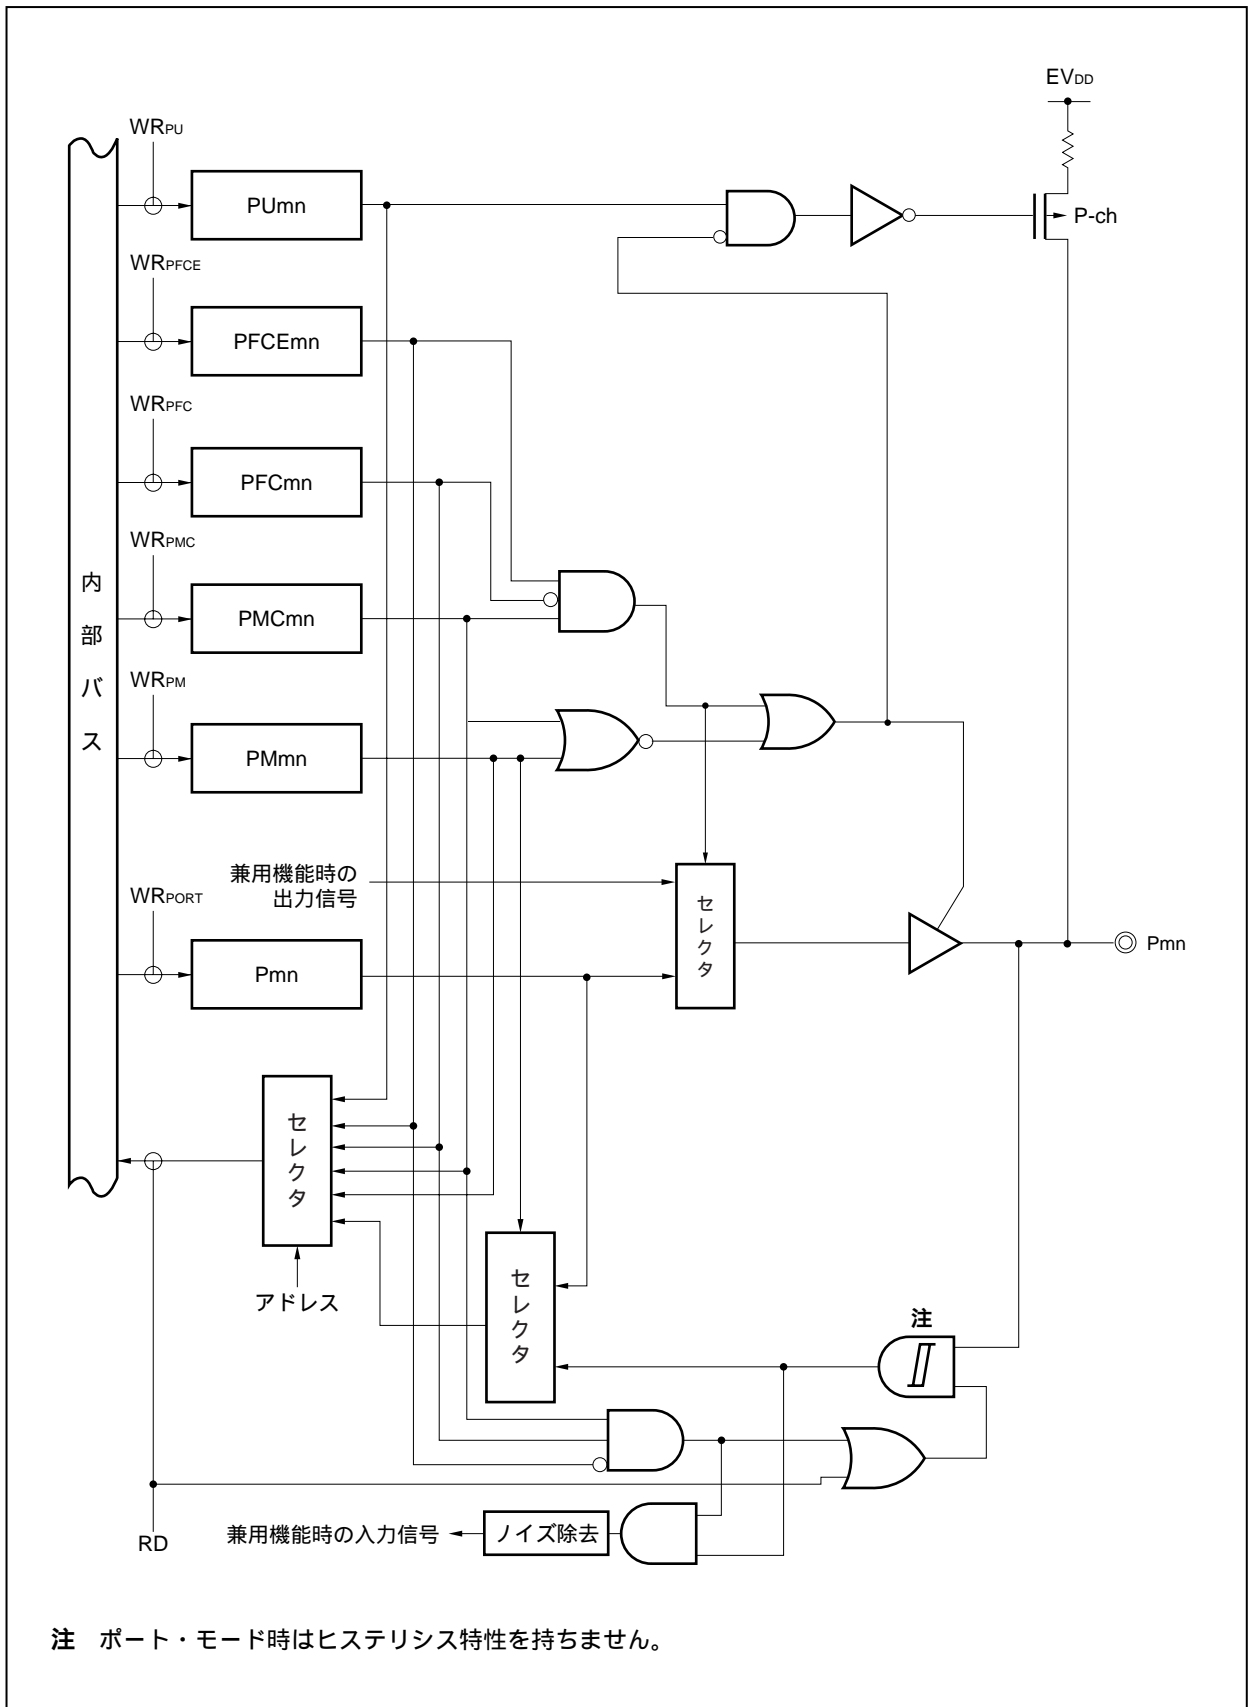 EVDD
WRPU
PUmn
P-ch
WRPFCE
PFCEmn
WRPFC
PFCmn
WRPMC
内部バス
PMCmn
WRPM
PMmn
兼用機能時の
出力信号
セレクタ
WRPORT
Pmn
Pmn
セレクタ
アドレス
セレクタ
注
RD
兼用機能時の入力信号
ノイズ除去
注 ポート・モード時はヒステリシス特性を持ちません。